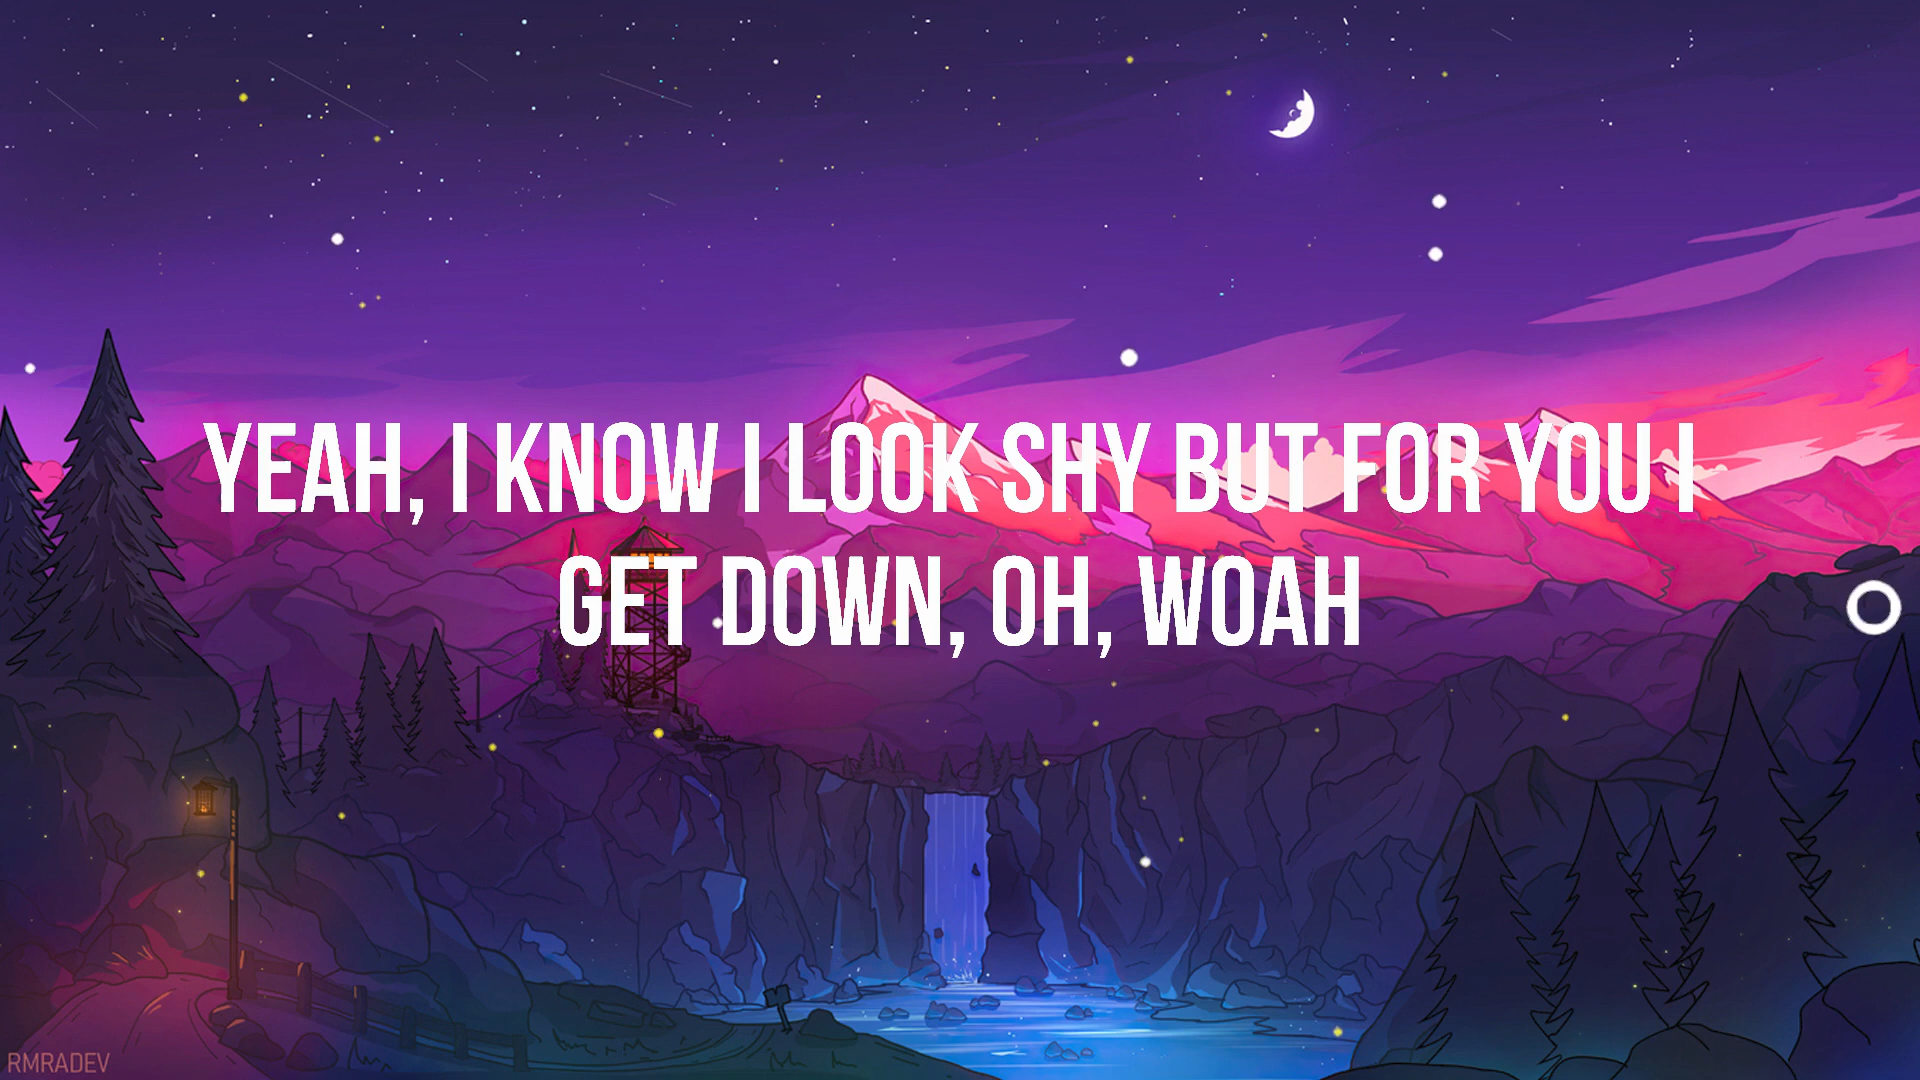 YEAH, I KNOW I LOOK SHY BUT FOR YOU I
GET DOWN, OH, WOAH
RMRADEV